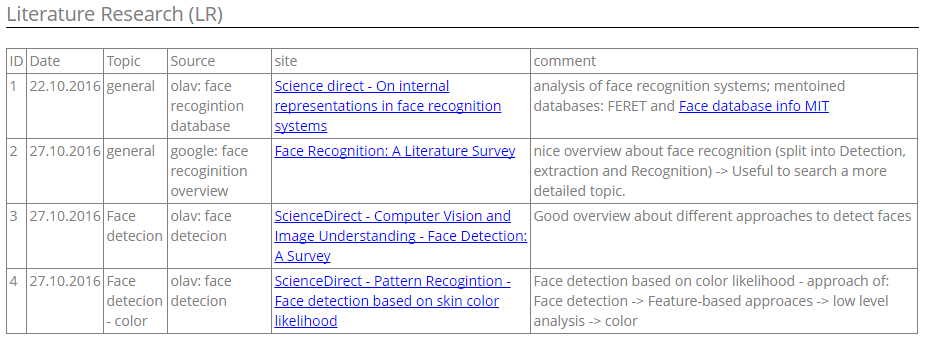 Literature Research (LR)
ID Date Topic Source site comment
1 22.10.2016 general olav: face recogintion database Science direct - On internal representations in face recognition systems analysis of face recognition systems; mentoined databases: FERET and Face database info MIT
2 27.10.2016 general google: face recoginition overview Face Recognition: A Literature Survey nice overview about face recognition (split into Detection, extraction and Recognition) -> Useful to search a more detailed topic.
3 27.10.2016 Face detecion olav: face detecion ScienceDirect - Computer Vision and Image Understanding - Face Detection: A Survey Good overview about different approaches to detect faces
4 27.10.2016 Face detecion - color olav: face detecion ScienceDirect - Pattern Recogintion - Face detection based on skin color likelihood Face detection based on color likelihood - approach of: Face detection -> Feature-based approaces -> low level analysis -> color